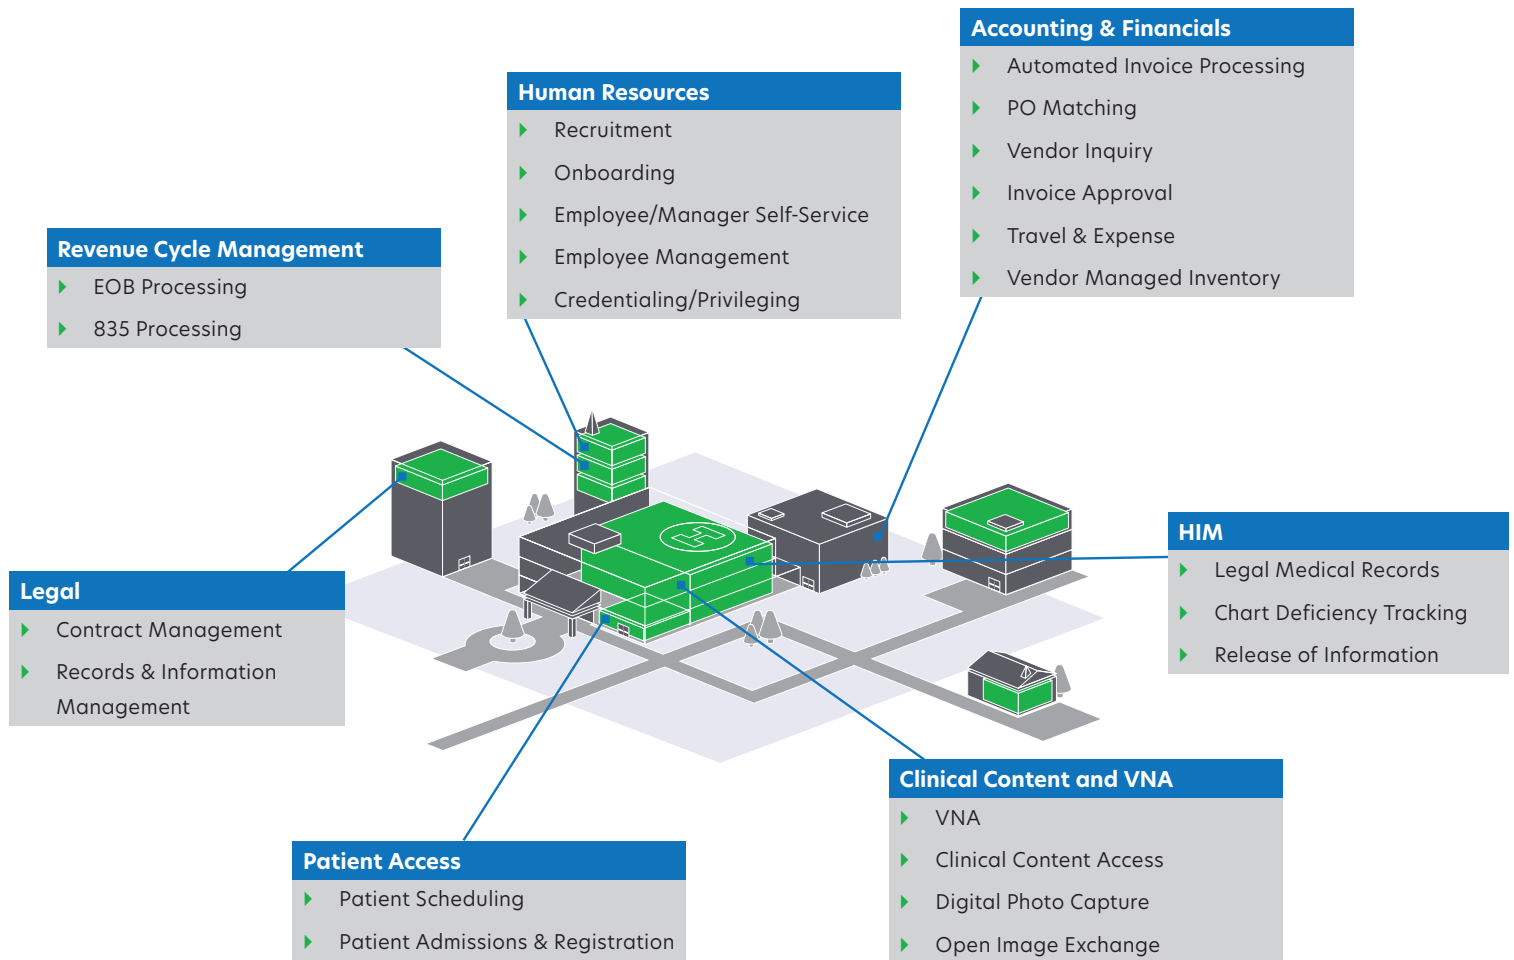 Accounting & Financials
Automated Invoice Processing
PO Matching
Vendor Inquiry
Invoice Approval
Travel & Expense
Vendor Managed Inventory
Human Resources
Recruitment
Onboarding
Employee/Manager Self-Service
Employee Management
Credentialing/Privileging
Revenue Cycle Management
EOB Processing
835 Processing
H
HIM
Legal Medical Records
Chart Deficiency Tracking
Release of Information
Legal
Contract Management
Records & Information
Management
Clinical Content and VNA
VNA
Clinical Content Access
Digital Photo Capture
Open Image Exchange
Patient Access
Patient Scheduling
Patient Admissions & Registration